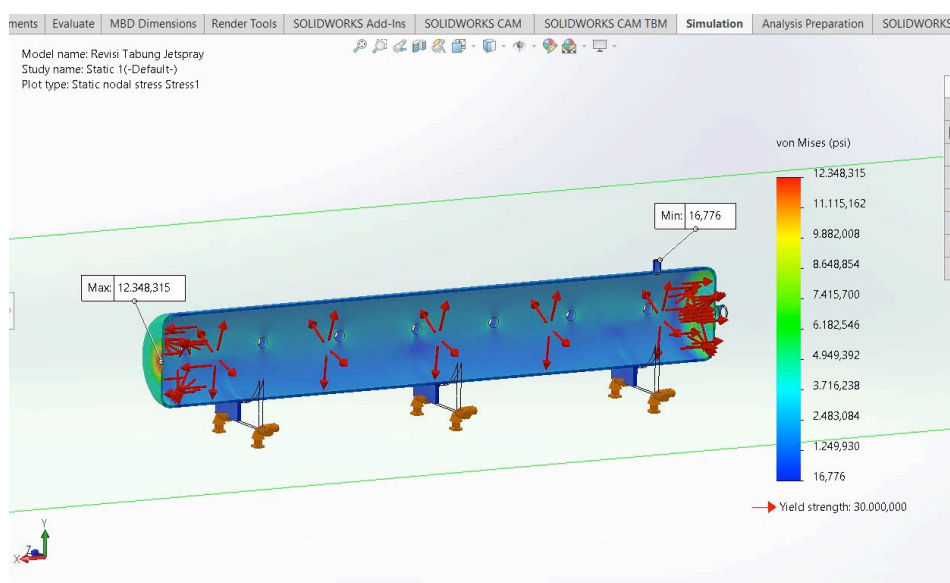 ments Evaluate MBD Dimensions Render Tools SOLIDWORKS Add-Ins SOLIDWORKS CAM SOLIDWORKS CAM TBM Simulation Analysis Preparation SOLIDWORKS
Model name: Revisi Tabung Jetspray
Study name: Static 1(-Default-)
Plot type: Static nodal stress Stress1
von Mises (psi)
12.348,315
11.115,162
9.882,008
8.648,854
7.415,700
6.182,546
4.949,392
3.716,238
2.483,084
1.249,930
16,776
Yield strength: 30.000,000
Min: 16,776
Max: 12.348,315
Y
Z
X